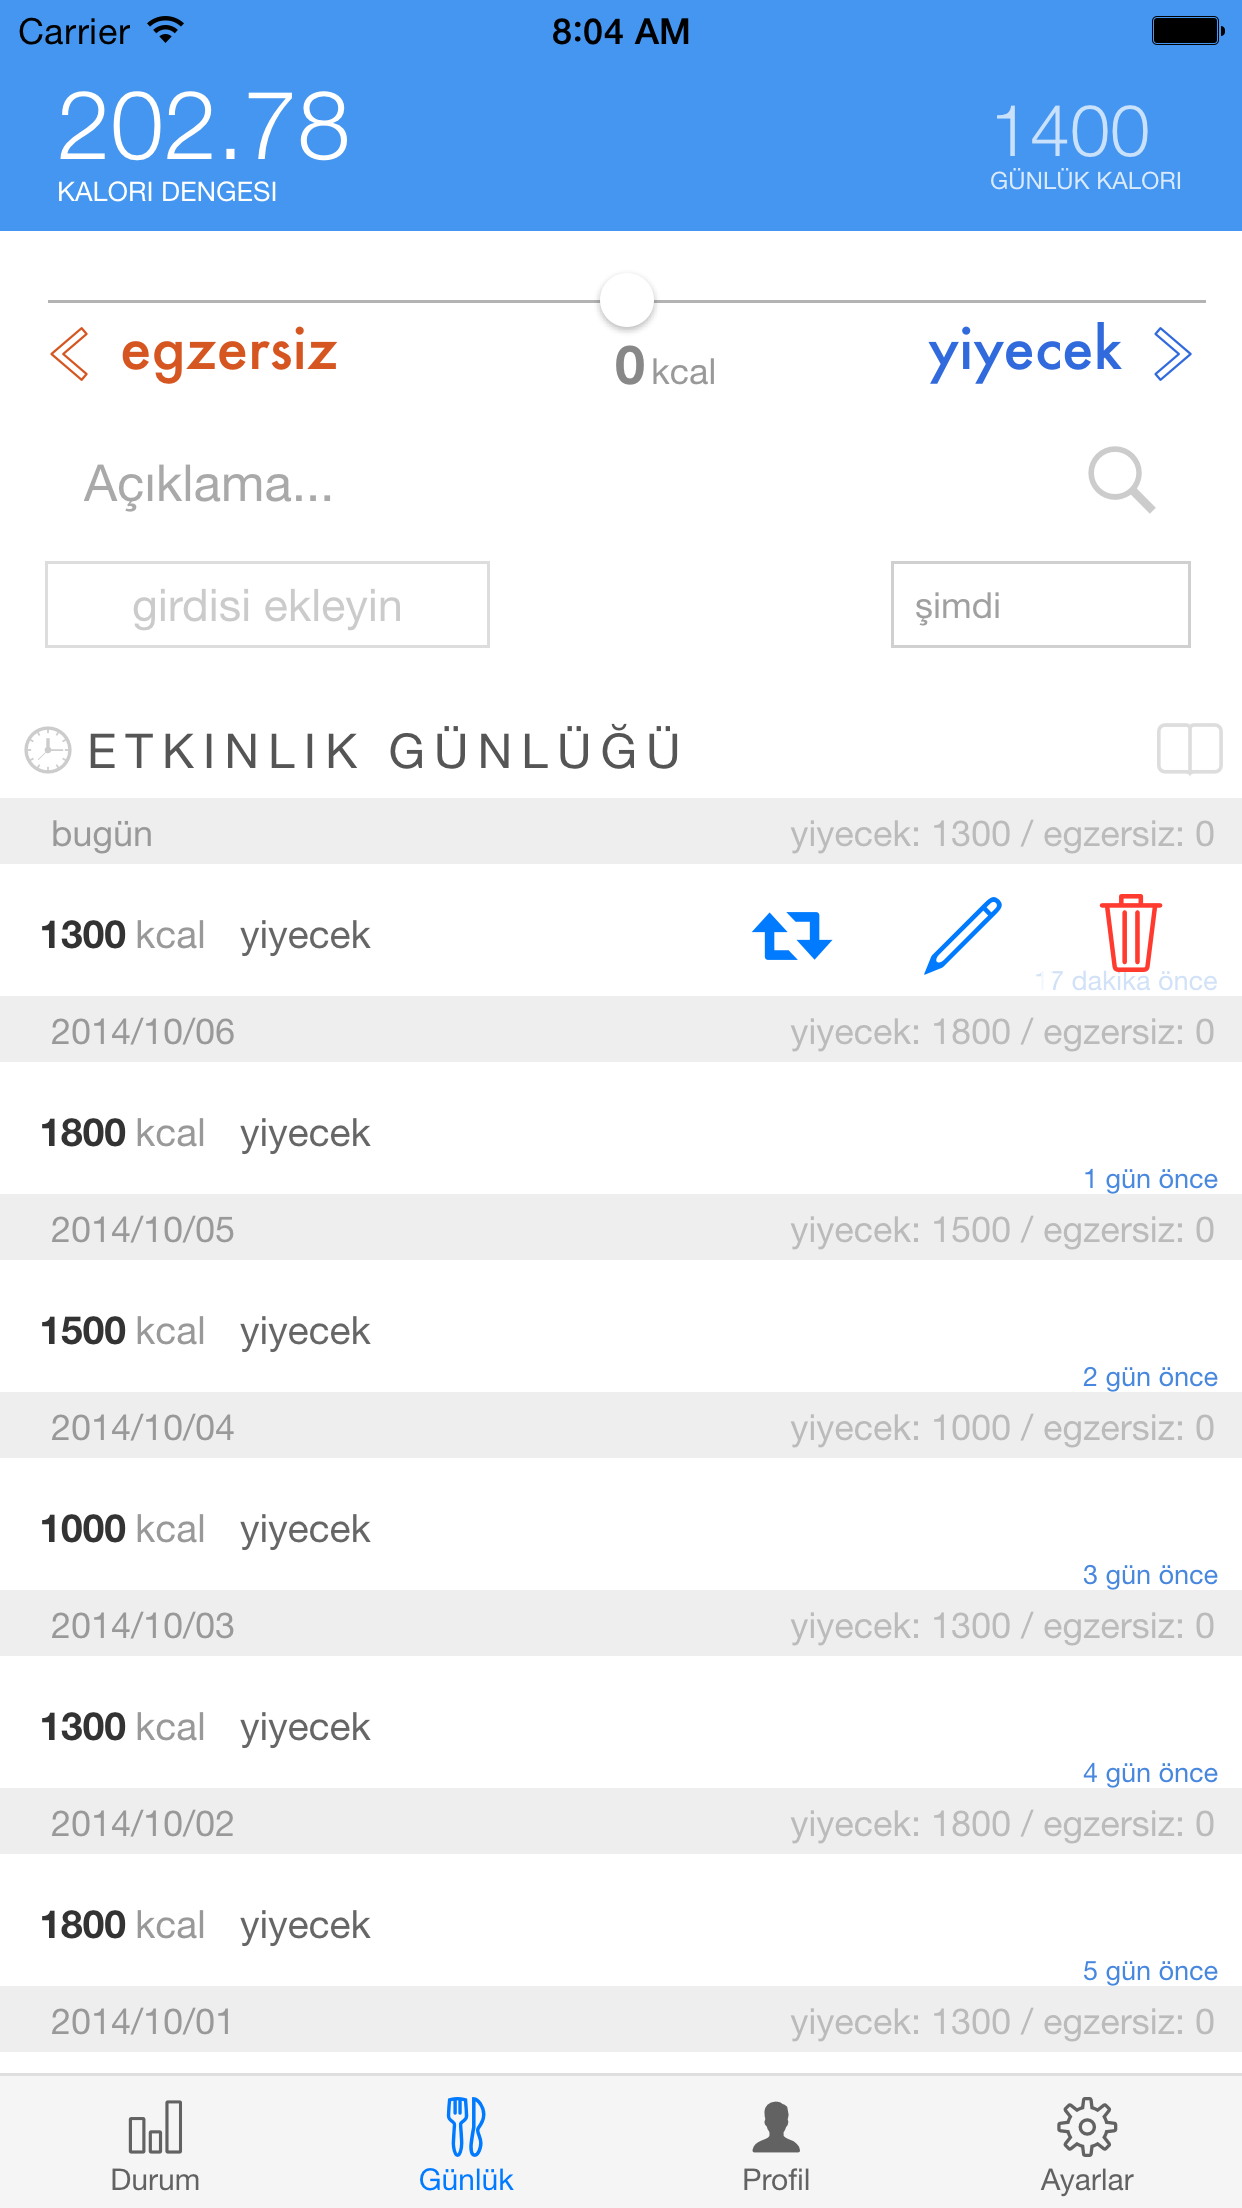 Carrier 8:04 AM
202.78 1400
KALORI DENGESI GÜNLÜK KALORI
egzersiz 0 kcal yiyecek
Açıklama...
girdisi ekleyin şimdi
ETKINLIK GÜNLÜĞÜ
bugün yiyecek: 1300 / egzersiz: 0
1300 kcal yiyecek
17 dakika önce
2014/10/06 yiyecek: 1800 / egzersiz: 0
1800 kcal yiyecek
1 gün önce
2014/10/05 yiyecek: 1500 / egzersiz: 0
1500 kcal yiyecek
2 gün önce
2014/10/04 yiyecek: 1000 / egzersiz: 0
1000 kcal yiyecek
3 gün önce
2014/10/03 yiyecek: 1300 / egzersiz: 0
1300 kcal yiyecek
4 gün önce
2014/10/02 yiyecek: 1800 / egzersiz: 0
1800 kcal yiyecek
5 gün önce
2014/10/01 yiyecek: 1300 / egzersiz: 0
Durum Günlük Profil Ayarlar